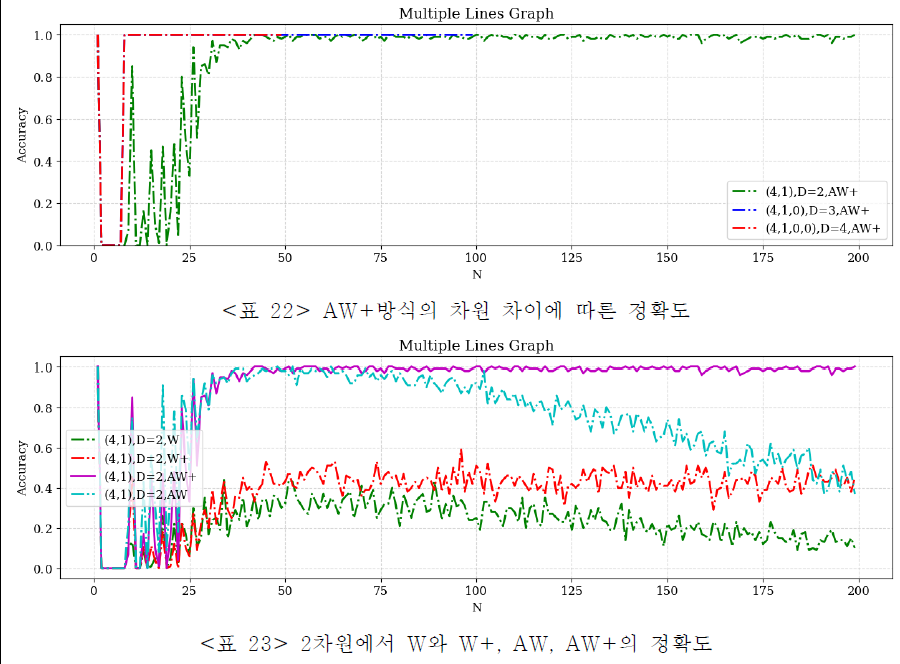 Multiple Lines Graph
Accuracy
1.0
0.8
0.6
0.4
0.2
0.0
(4,1),D=2,AW+
(4,1,0),D=3,AW+
(4,1,0,0),D=4,AW+
0 25 50 75 100 125 150 175 200
N
<표 22> AW+방식의 차원 차이에 따른 정확도
Multiple Lines Graph
Accuracy
1.0
0.8
0.6
0.4
0.2
0.0
(4,1),D=2,W
(4,1),D=2,W+
(4,1),D=2,AW+
(4,1),D=2,AW
0 25 50 75 100 125 150 175 200
N
<표 23> 2차원에서 W와 W+, AW, AW+의 정확도